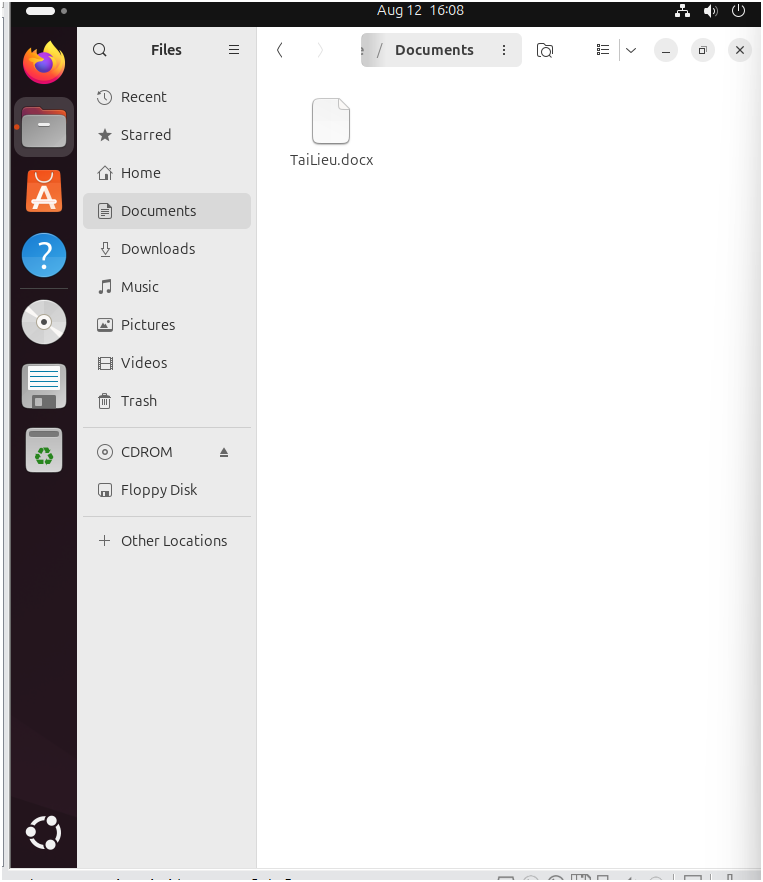 Aug 12 16:08
Files
Documents
Recent
Starred
Home
Documents
Downloads
Music
Pictures
Videos
Trash
CDROM
Floppy Disk
Other Locations
TaiLieu.docx